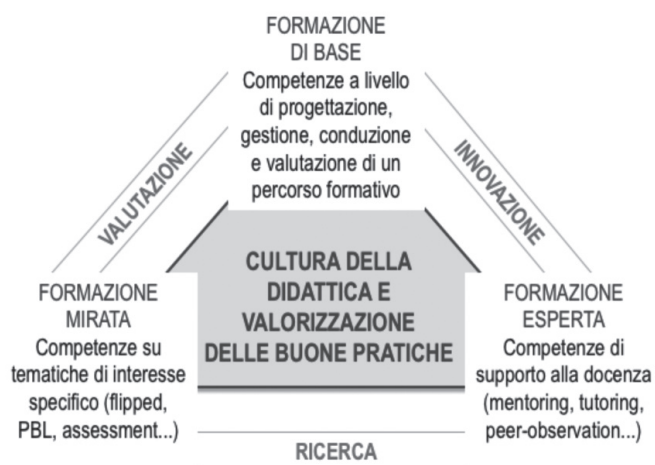 FORMAZIONE
DI BASE
Competenze a livello
di progettazione,
gestione, conduzione
e valutazione di un
percorso formativo
VALUTAZIONE
INNOVAZIONE
CULTURA DELLA
DIDATTICA E
VALORIZZAZIONE
DELLE BUONE PRATICHE
FORMAZIONE
MIRATA
Competenze su
tematiche di interesse
specifico (flipped,
PBL, assessment...)
FORMAZIONE
ESPERTA
Competenze di
supporto alla docenza
(mentoring, tutoring,
peer-observation...)
RICERCA